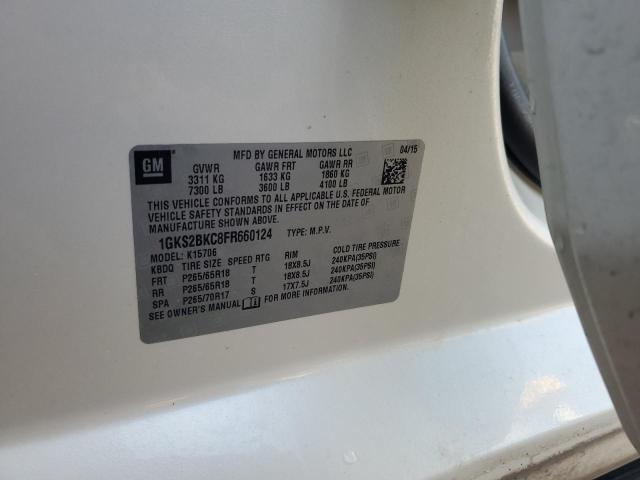 GM
MFD BY GENERAL MOTORS LLC 04/15
GVWR GAWR FRT GAWR RR
3311 KG 1633 KG 1860 KG
7300 LB 3600 LB 4100 LB
THIS VEHICLE CONFORMS TO ALL APPLICABLE U.S. FEDERAL MOTOR
VEHICLE SAFETY STANDARDS IN EFFECT ON THE DATE OF
MANUFACTURE SHOWN ABOVE.
1GKS2BKC8FR660124 TYPE: M.P.V.
MODEL: K15706
KBDQ TIRE SIZE SPEED RTG RIM COLD TIRE PRESSURE
FRT P265/65R18 T 18X8.5J 240KPA(35PSI)
RR P265/65R18 T 18X8.5J 240KPA(35PSI)
SPA P265/70R17 S 17X7.5J 240KPA(35PSI)
SEE OWNER'S MANUAL FOR MORE INFORMATION.